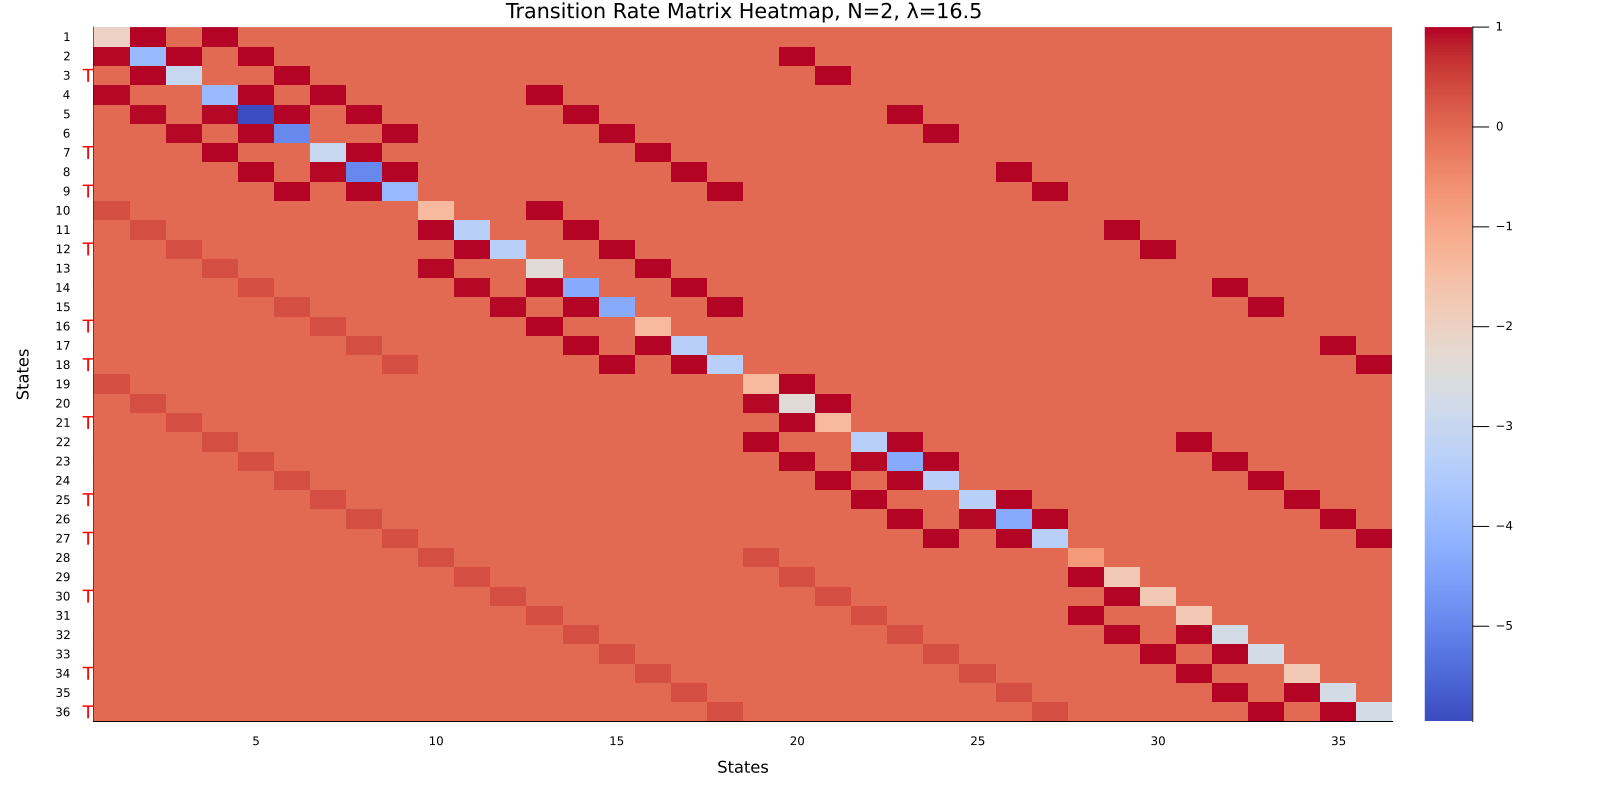 Transition Rate Matrix Heatmap, N=2, λ=16.5
1
2
3 T
4
5
6
7 T
8
9 T
10
11
12 T
13
14
15
16 T
17
18 T
19
20
21 T
22
23
24
25 T
26
27 T
28
29
30 T
31
32
33
34 T
35
36 T
States
5 10 15 20 25 30 35
States
1
0
−1
−2
−3
−4
−5